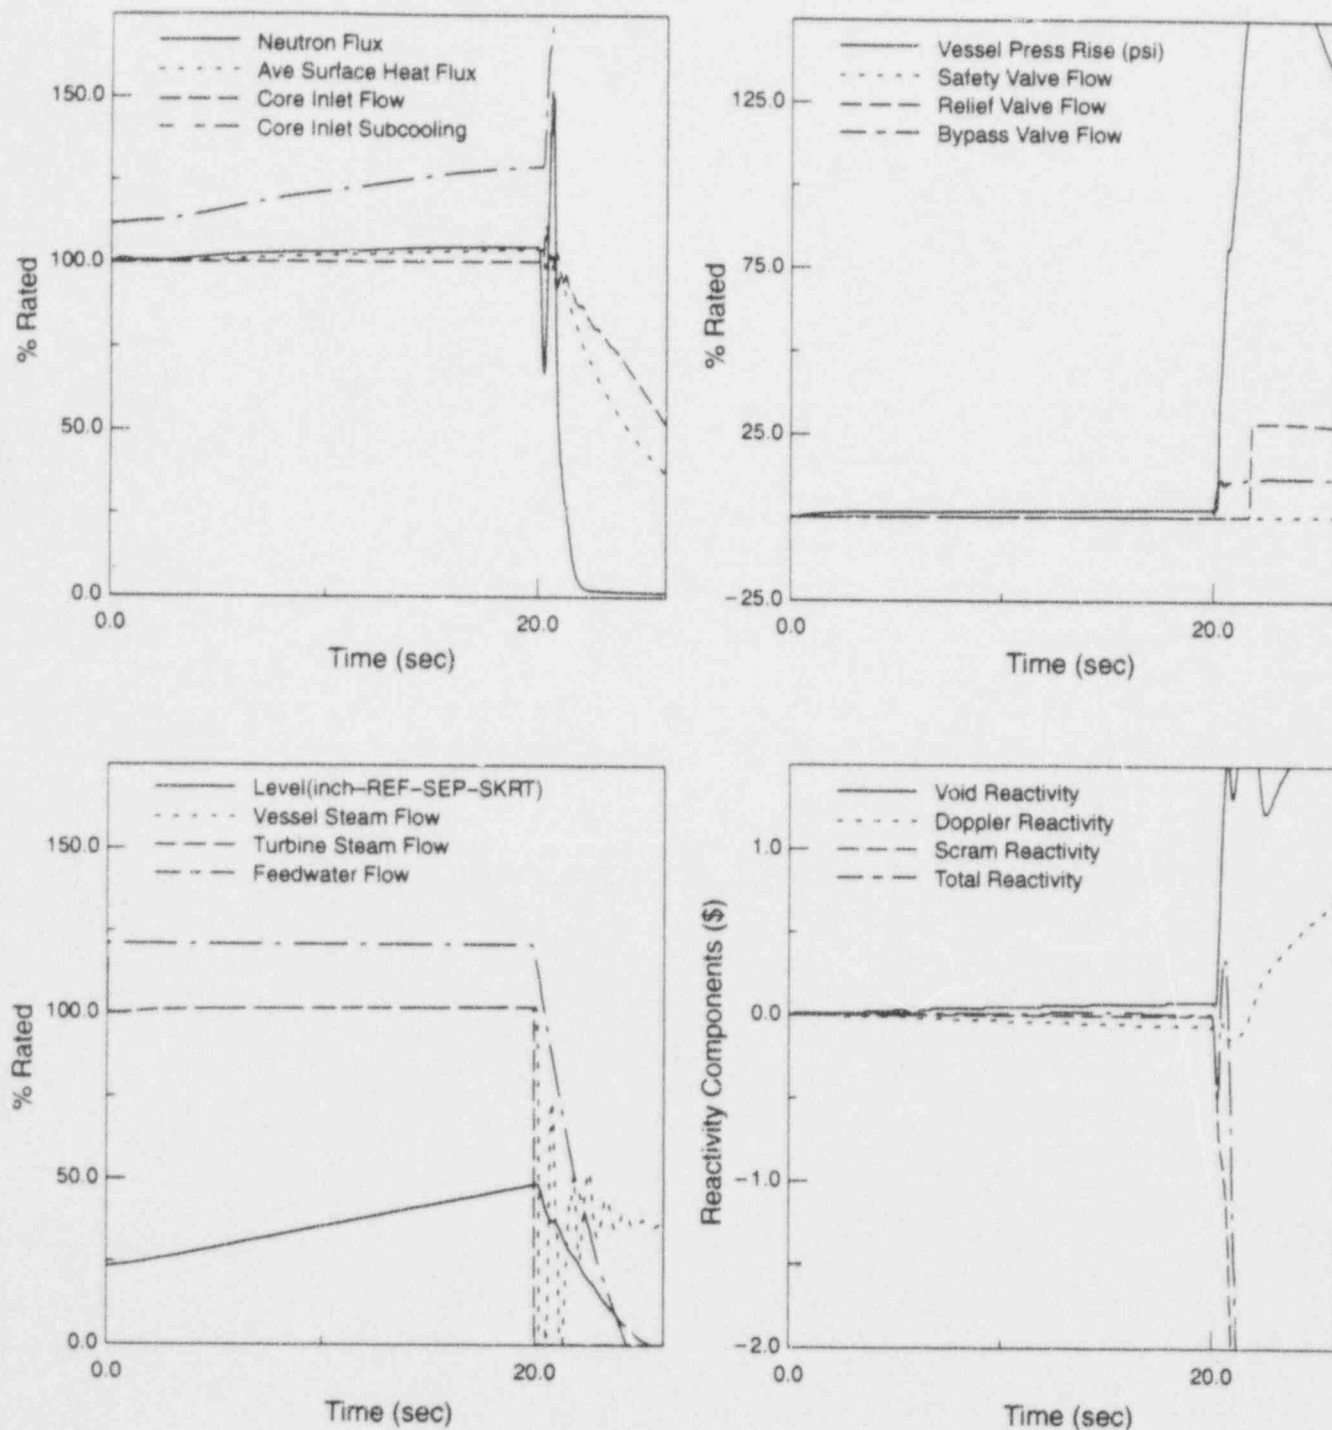 Neutron Flux
Ave Surface Heat Flux
Core Inlet Flow
Core Inlet Subcooling
150.0
100.0
50.0
0.0
% Rated
0.0
20.0
Time (sec)
Vessel Press Rise (psi)
Safety Valve Flow
Relief Valve Flow
Bypass Valve Flow
125.0
75.0
25.0
−25.0
% Rated
0.0
20.0
Time (sec)
Level(inch−REF−SEP−SKRT)
Vessel Steam Flow
Turbine Steam Flow
Feedwater Flow
150.0
100.0
50.0
0.0
% Rated
0.0
20.0
Time (sec)
Void Reactivity
Doppler Reactivity
Scram Reactivity
Total Reactivity
1.0
0.0
−1.0
−2.0
Reactivity Components ($)
0.0
20.0
Time (sec)